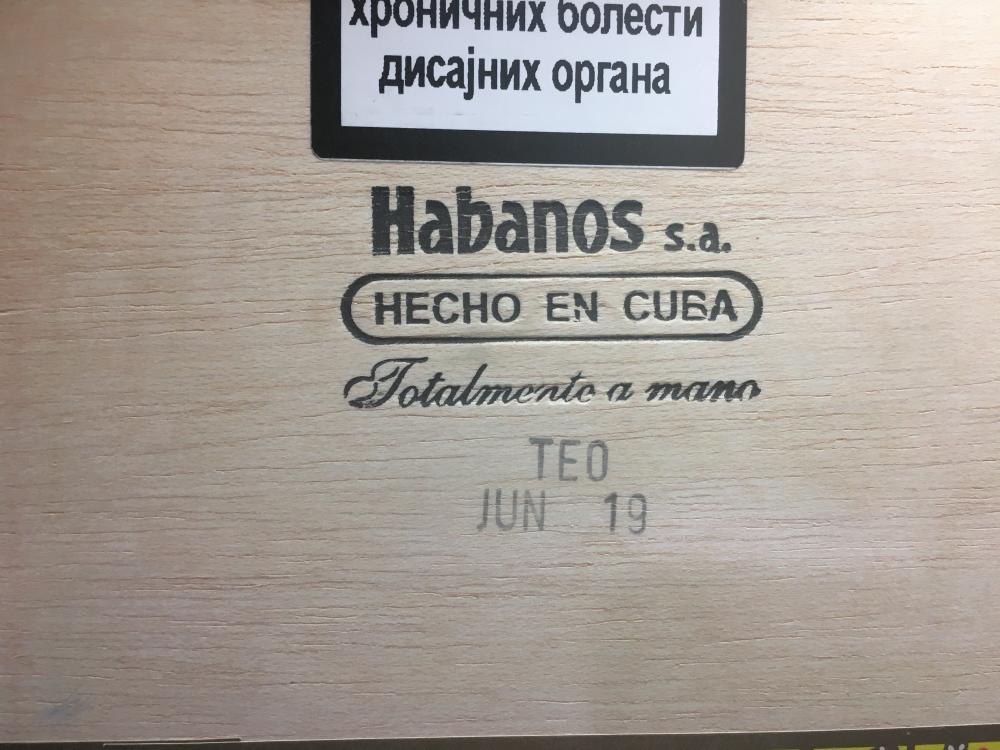 хроничних болести
дисајних органа
Habanos s.a.
HECHO EN CUBA
Totalmente a mano
TEO
JUN 19